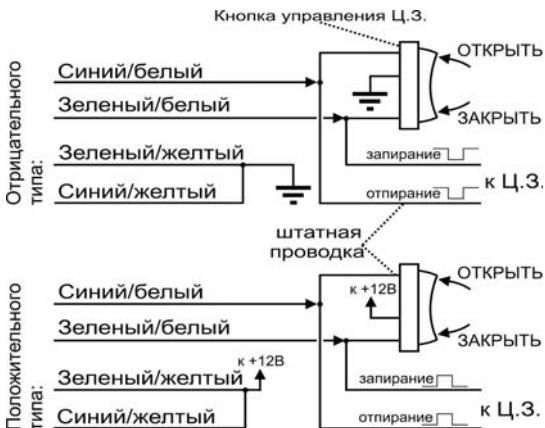 Кнопка управления Ц.З.
Отрицательного
типа:
Синий/белый
Зеленый/белый
Зеленый/желтый
Синий/желтый
ОТКРЫТЬ
ЗАКРЫТЬ
запирание
отпирание
к Ц.З.
штатная
проводка
Положительного
типа:
Синий/белый
Зеленый/белый
Зеленый/желтый
Синий/желтый
к +12В
к +12В
ОТКРЫТЬ
ЗАКРЫТЬ
запирание
отпирание
к Ц.З.